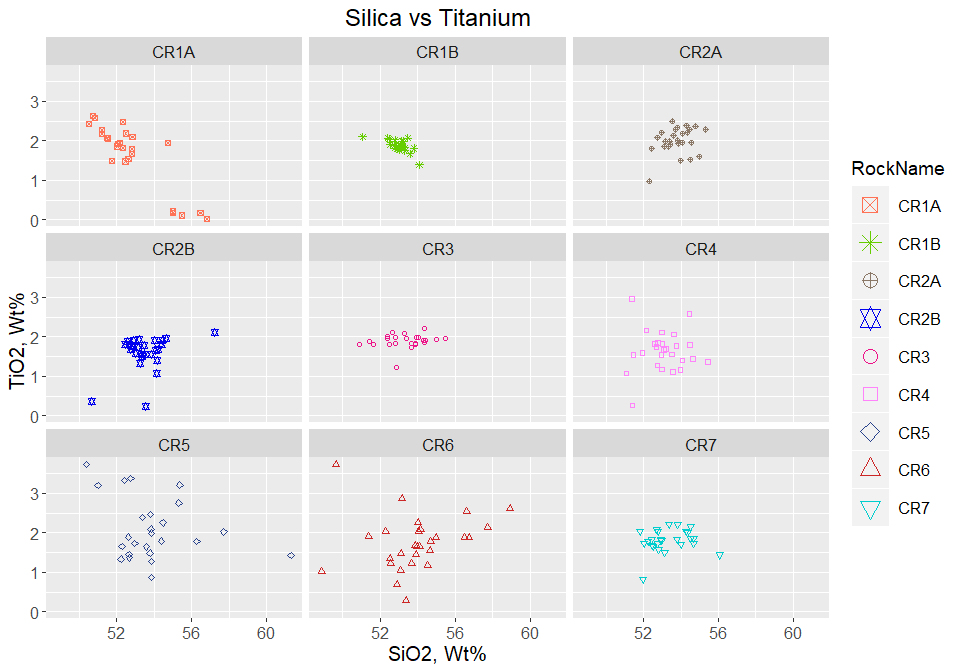 Silica vs Titanium
CR1A CR1B CR2A
3
2
1
0
CR2B CR3 CR4
3
2
1
0
CR5 CR6 CR7
3
2
1
0
52 56 60 52 56 60 52 56 60
SiO2, Wt%
TiO2, Wt%
RockName
CR1A
CR1B
CR2A
CR2B
CR3
CR4
CR5
CR6
CR7